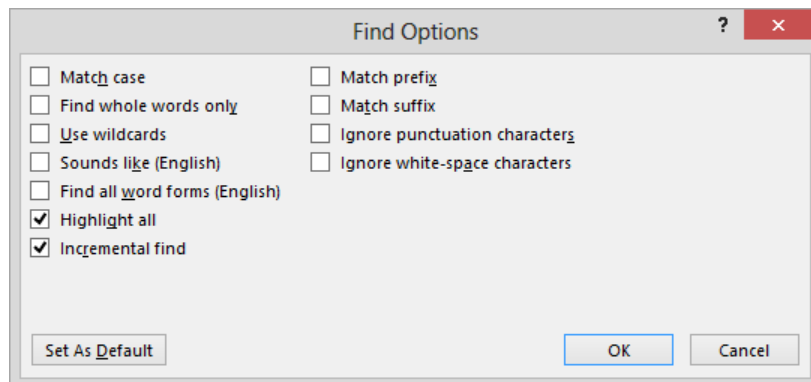 Find Options
?
Match case
Find whole words only
Use wildcards
Sounds like (English)
Find all word forms (English)
Highlight all
Incremental find
Match prefix
Match suffix
Ignore punctuation characters
Ignore white-space characters
Set As Default
OK
Cancel